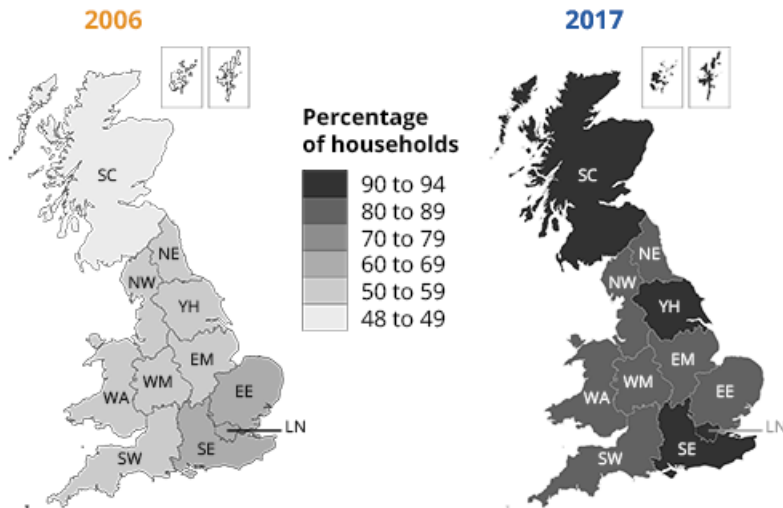 2006
2017
Percentage
of households
90 to 94
80 to 89
70 to 79
60 to 69
50 to 59
48 to 49
SC
NE
NW
YH
EM
WM
WA
EE
LN
SE
SW
SC
NE
NW
YH
EM
WM
WA
EE
LN
SE
SW